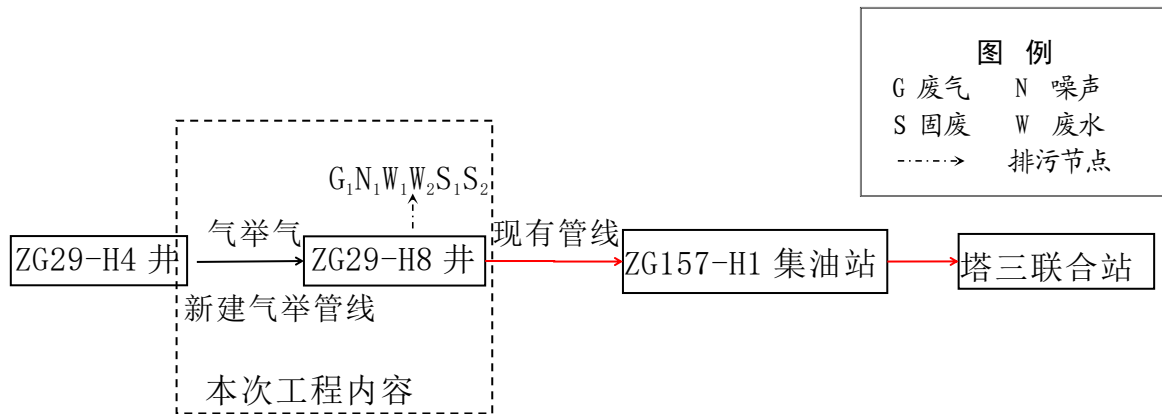 图 例
G 废气 N 噪声
S 固废 W 废水
排污节点
G₁N₁W₁W₂S₁S₂
气举气
现有管线
ZG29-H4 井
ZG29-H8 井
ZG157-H1 集油站
塔三联合站
新建气举管线
本次工程内容